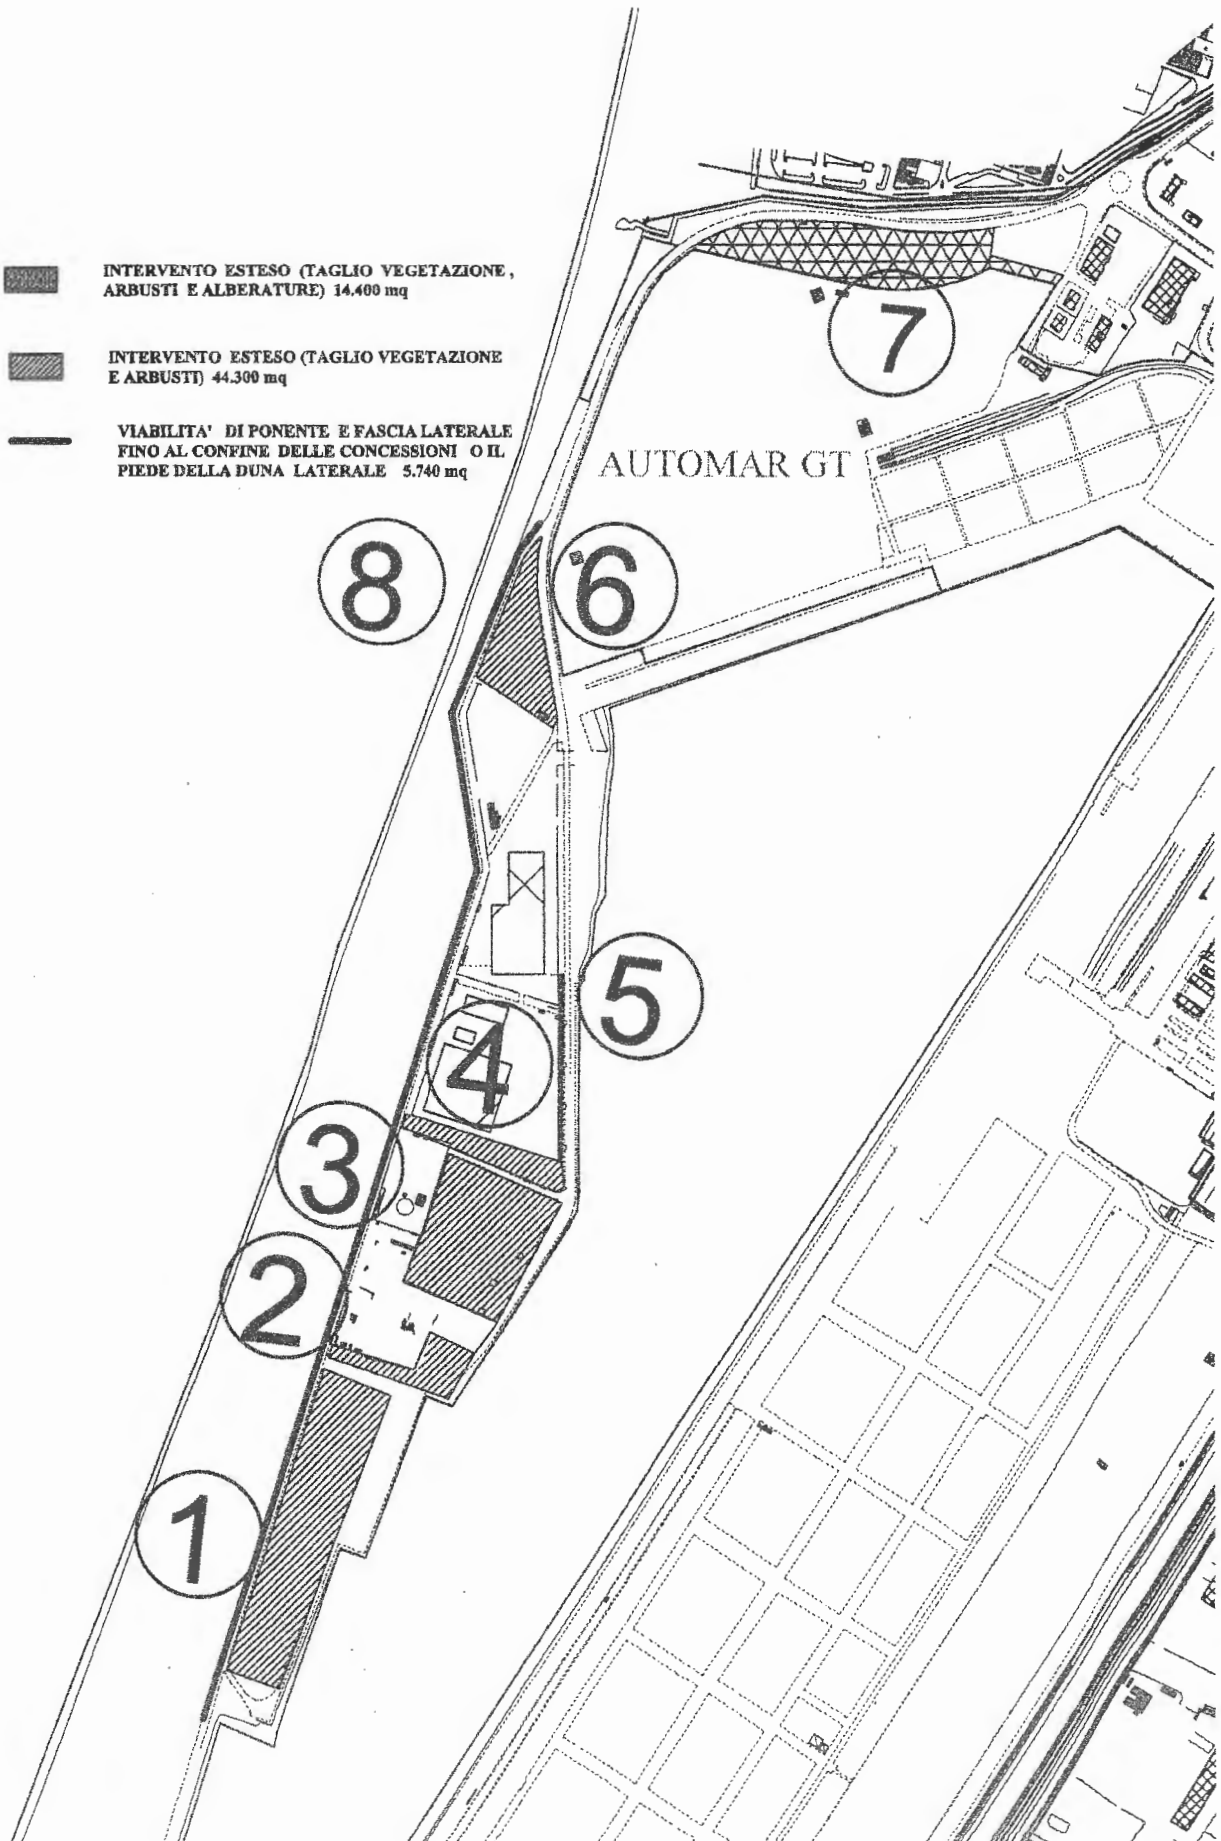 INTERVENTO ESTESO (TAGLIO VEGETAZIONE,
ARBUSTI E ALBERATURE) 14.400 mq
INTERVENTO ESTESO (TAGLIO VEGETAZIONE
E ARBUSTI) 44.300 mq
VIABILITA' DI PONENTE E FASCIA LATERALE
FINO AL CONFINE DELLE CONCESSIONI O IL
PIEDE DELLA DUNA LATERALE 5.740 mq
7
AUTOMAR GT
8
6
5
4
3
2
1